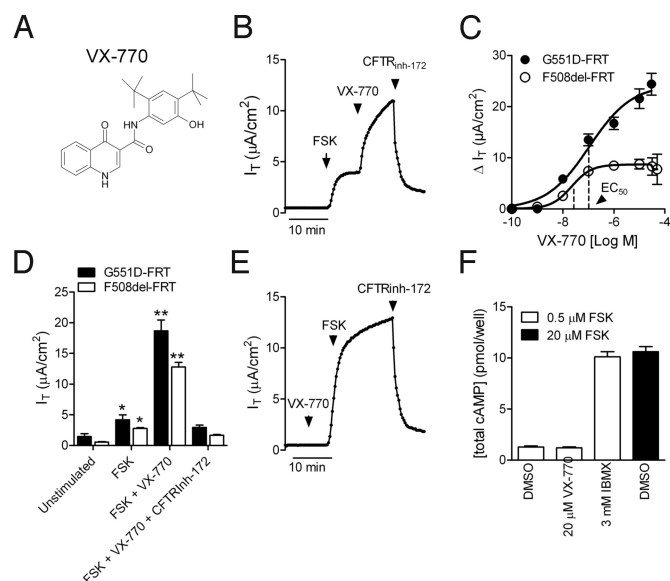 A
VX-770
O
HN
OH
O
N
H
B
15
10
5
0
I_T (μA/cm²)
FSK
VX-770
CFTR_inh-172
10 min
C
G551D-FRT
F508del-FRT
30
20
10
0
Δ I_T (μA/cm²)
EC₅₀
-10 -8 -6 -4
VX-770 [Log M]
D
G551D-FRT
F508del-FRT
25
20
15
10
5
0
I_T (μA/cm²)
* *
** **
Unstimulated
FSK
FSK + VX-770
FSK + VX-770 + CFTRInh-172
E
15
10
5
0
I_T (μA/cm²)
VX-770
FSK
CFTRinh-172
10 min
F
0.5 μM FSK
20 μM FSK
15
10
5
0
[total cAMP] (pmol/well)
DMSO
20 μM VX-770
3 mM IBMX
DMSO